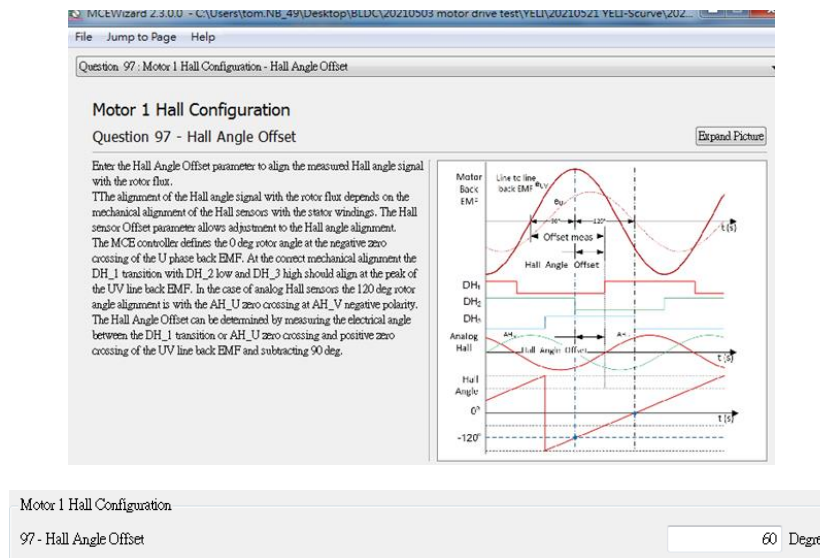 MCEWizard 2.3.0.0 - C:\Users\tom.NB_49\Desktop\BLDC\20210503 motor drive test\YELI\20210521 YELI-Scurve\202...
File Jump to Page Help
Question 97 : Motor 1 Hall Configuration - Hall Angle Offset
Motor 1 Hall Configuration
Question 97 - Hall Angle Offset
Expand Picture
Enter the Hall Angle Offset parameter to align the measured Hall angle signal
with the rotor flux.
TThe alignment of the Hall angle signal with the rotor flux depends on the
mechanical alignment of the Hall sensors with the stator windings. The Hall
sensor Offset parameter allows adjustment to the Hall angle alignment.
The MCE controller defines the 0 deg rotor angle at the negative zero
crossing of the U phase back EMF. At the correct mechanical alignment the
DH_1 transition with DH_2 low and DH_3 high should align at the peak of
the UV line back EMF. In the case of analog Hall sensors the 120 deg rotor
angle alignment is with the AH_U zero crossing at AH_V negative polarity.
The Hall Angle Offset can be determined by measuring the electrical angle
between the DH_1 transition or AH_U zero crossing and positive zero
crossing of the UV line back EMF and subtracting 90 deg.
Motor
Back
EMF
Line to line
back EMF eUV
eU
90°
120°
t(s)
Offset meas
Hall Angle Offset
DH1
DH2
DH3
Analog
Hall
Hall Angle Offset
t(s)
Hall
Angle
0°
t(s)
-120°
Motor 1 Hall Configuration
97 - Hall Angle Offset
60 Degre